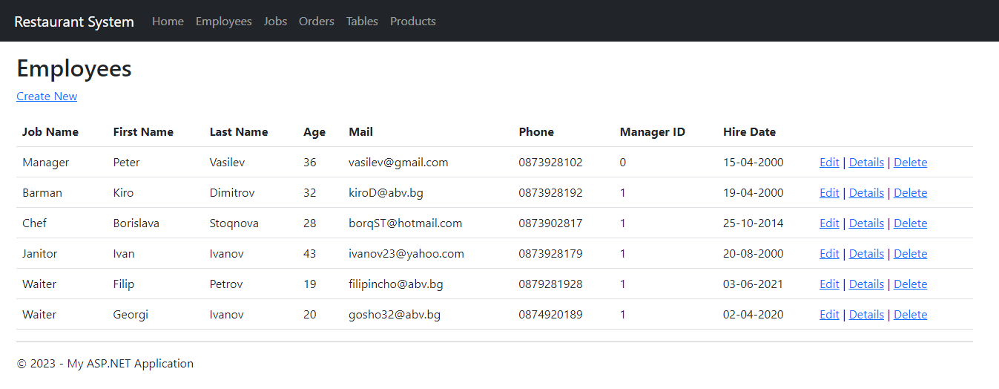 Restaurant System Home Employees Jobs Orders Tables Products
Employees
Create New
Job Name First Name Last Name Age Mail Phone Manager ID Hire Date
Manager Peter Vasilev 36 vasilev@gmail.com 0873928102 0 15-04-2000 Edit | Details | Delete
Barman Kiro Dimitrov 32 kiroD@abv.bg 0873928192 1 19-04-2000 Edit | Details | Delete
Chef Borislava Stoqnova 28 borqST@hotmail.com 0873902817 1 25-10-2014 Edit | Details | Delete
Janitor Ivan Ivanov 43 ivanov23@yahoo.com 0873928179 1 20-08-2000 Edit | Details | Delete
Waiter Filip Petrov 19 filipincho@abv.bg 0879281928 1 03-06-2021 Edit | Details | Delete
Waiter Georgi Ivanov 20 gosho32@abv.bg 0874920189 1 02-04-2020 Edit | Details | Delete
© 2023 - My ASP.NET Application